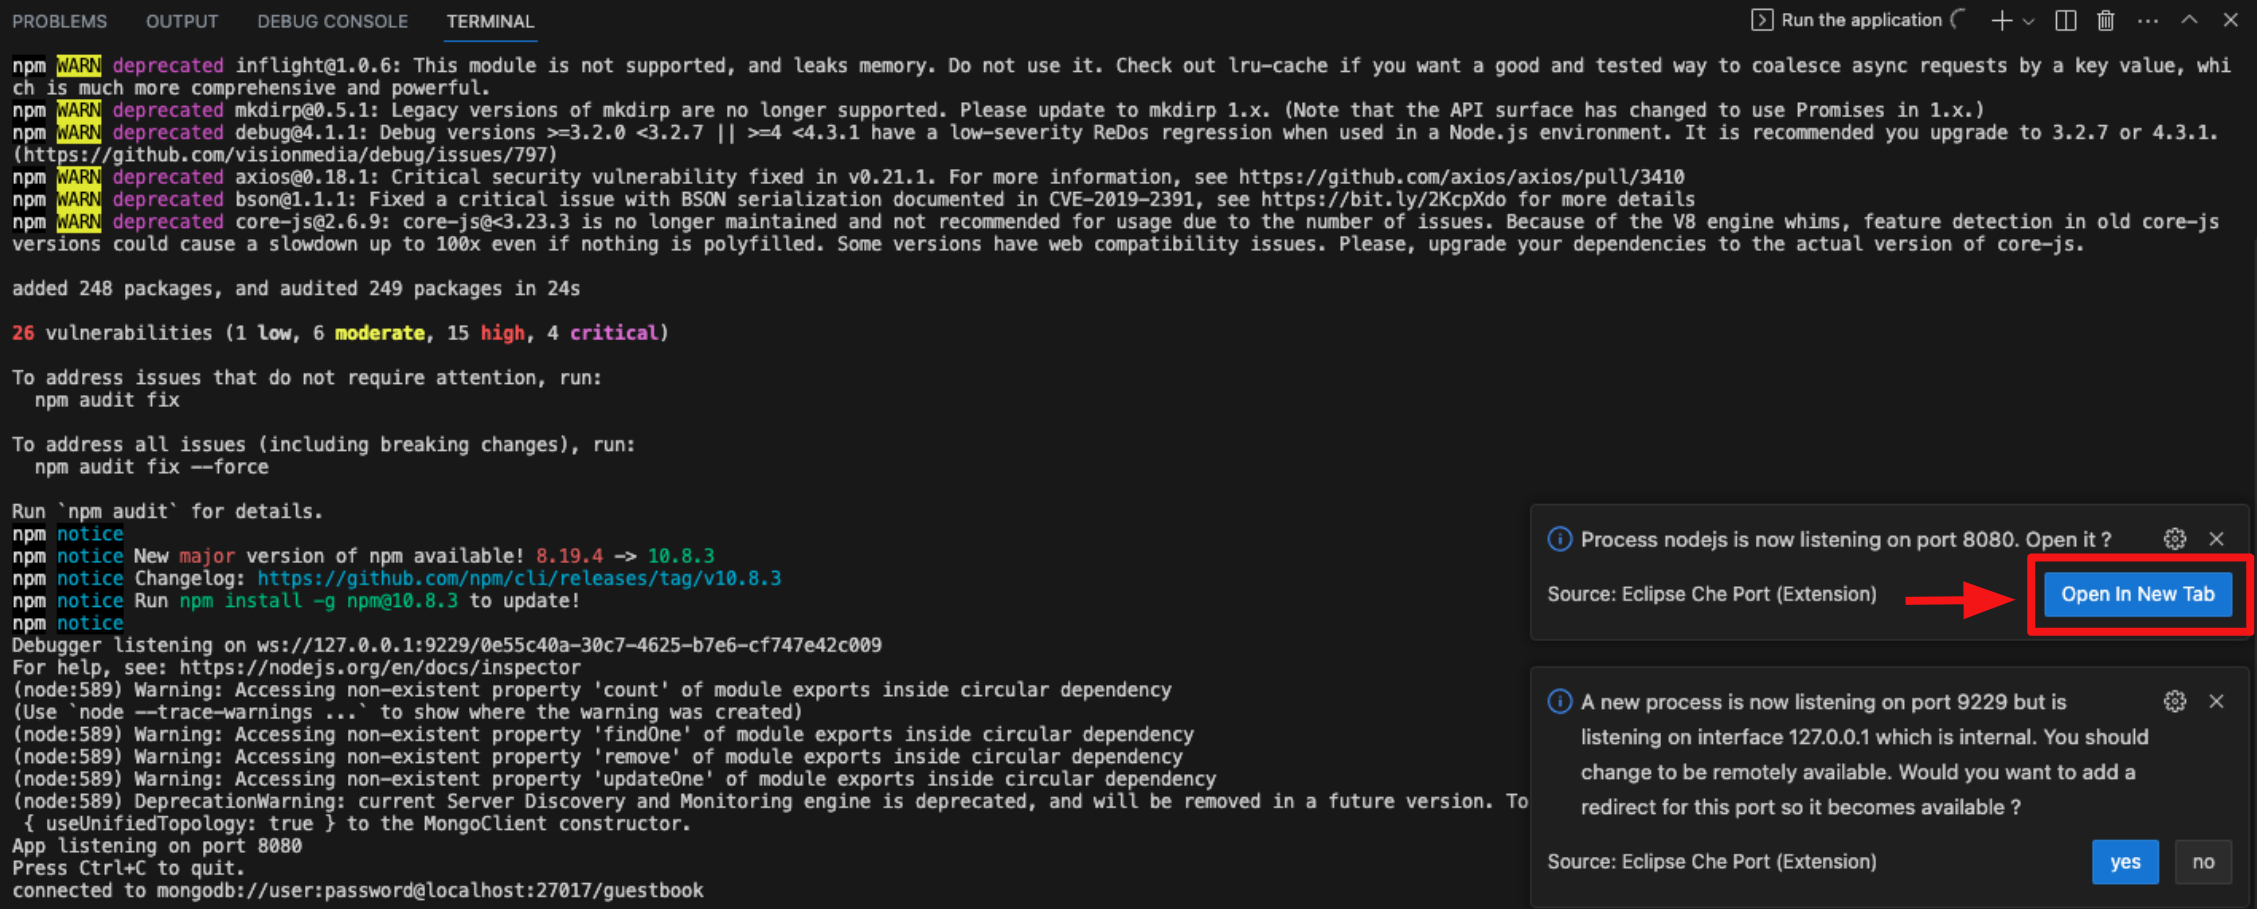 PROBLEMS OUTPUT DEBUG CONSOLE TERMINAL Run the application
npm WARN deprecated inflight@1.0.6: This module is not supported, and leaks memory. Do not use it. Check out lru-cache if you want a good and tested way to coalesce async requests by a key value, whi
ch is much more comprehensive and powerful.
npm WARN deprecated mkdirp@0.5.1: Legacy versions of mkdirp are no longer supported. Please update to mkdirp 1.x. (Note that the API surface has changed to use Promises in 1.x.)
npm WARN deprecated debug@4.1.1: Debug versions >=3.2.0 <3.2.7 || >=4 <4.3.1 have a low-severity ReDos regression when used in a Node.js environment. It is recommended you upgrade to 3.2.7 or 4.3.1.
(https://github.com/visionmedia/debug/issues/797)
npm WARN deprecated axios@0.18.1: Critical security vulnerability fixed in v0.21.1. For more information, see https://github.com/axios/axios/pull/3410
npm WARN deprecated bson@1.1.1: Fixed a critical issue with BSON serialization documented in CVE-2019-2391, see https://bit.ly/2KcpXdo for more details
npm WARN deprecated core-js@2.6.9: core-js@<3.23.3 is no longer maintained and not recommended for usage due to the number of issues. Because of the V8 engine whims, feature detection in old core-js
versions could cause a slowdown up to 100x even if nothing is polyfilled. Some versions have web compatibility issues. Please, upgrade your dependencies to the actual version of core-js.
added 248 packages, and audited 249 packages in 24s
26 vulnerabilities (1 low, 6 moderate, 15 high, 4 critical)
To address issues that do not require attention, run:
npm audit fix
To address all issues (including breaking changes), run:
npm audit fix --force
Run `npm audit` for details.
npm notice
npm notice New major version of npm available! 8.19.4 -> 10.8.3
npm notice Changelog: https://github.com/npm/cli/releases/tag/v10.8.3
npm notice Run npm install -g npm@10.8.3 to update!
npm notice
Debugger listening on ws://127.0.0.1:9229/0e55c40a-30c7-4625-b7e6-cf747e42c009
For help, see: https://nodejs.org/en/docs/inspector
(node:589) Warning: Accessing non-existent property 'count' of module exports inside circular dependency
(Use `node --trace-warnings ...` to show where the warning was created)
(node:589) Warning: Accessing non-existent property 'findOne' of module exports inside circular dependency
(node:589) Warning: Accessing non-existent property 'remove' of module exports inside circular dependency
(node:589) Warning: Accessing non-existent property 'updateOne' of module exports inside circular dependency
(node:589) DeprecationWarning: current Server Discovery and Monitoring engine is deprecated, and will be removed in a future version. To
{ useUnifiedTopology: true } to the MongoClient constructor.
App listening on port 8080
Press Ctrl+C to quit.
connected to mongodb://user:password@localhost:27017/guestbook
Process nodejs is now listening on port 8080. Open it ?
Source: Eclipse Che Port (Extension)
Open In New Tab
A new process is now listening on port 9229 but is
listening on interface 127.0.0.1 which is internal. You should
change to be remotely available. Would you want to add a
redirect for this port so it becomes available ?
Source: Eclipse Che Port (Extension)
yes no